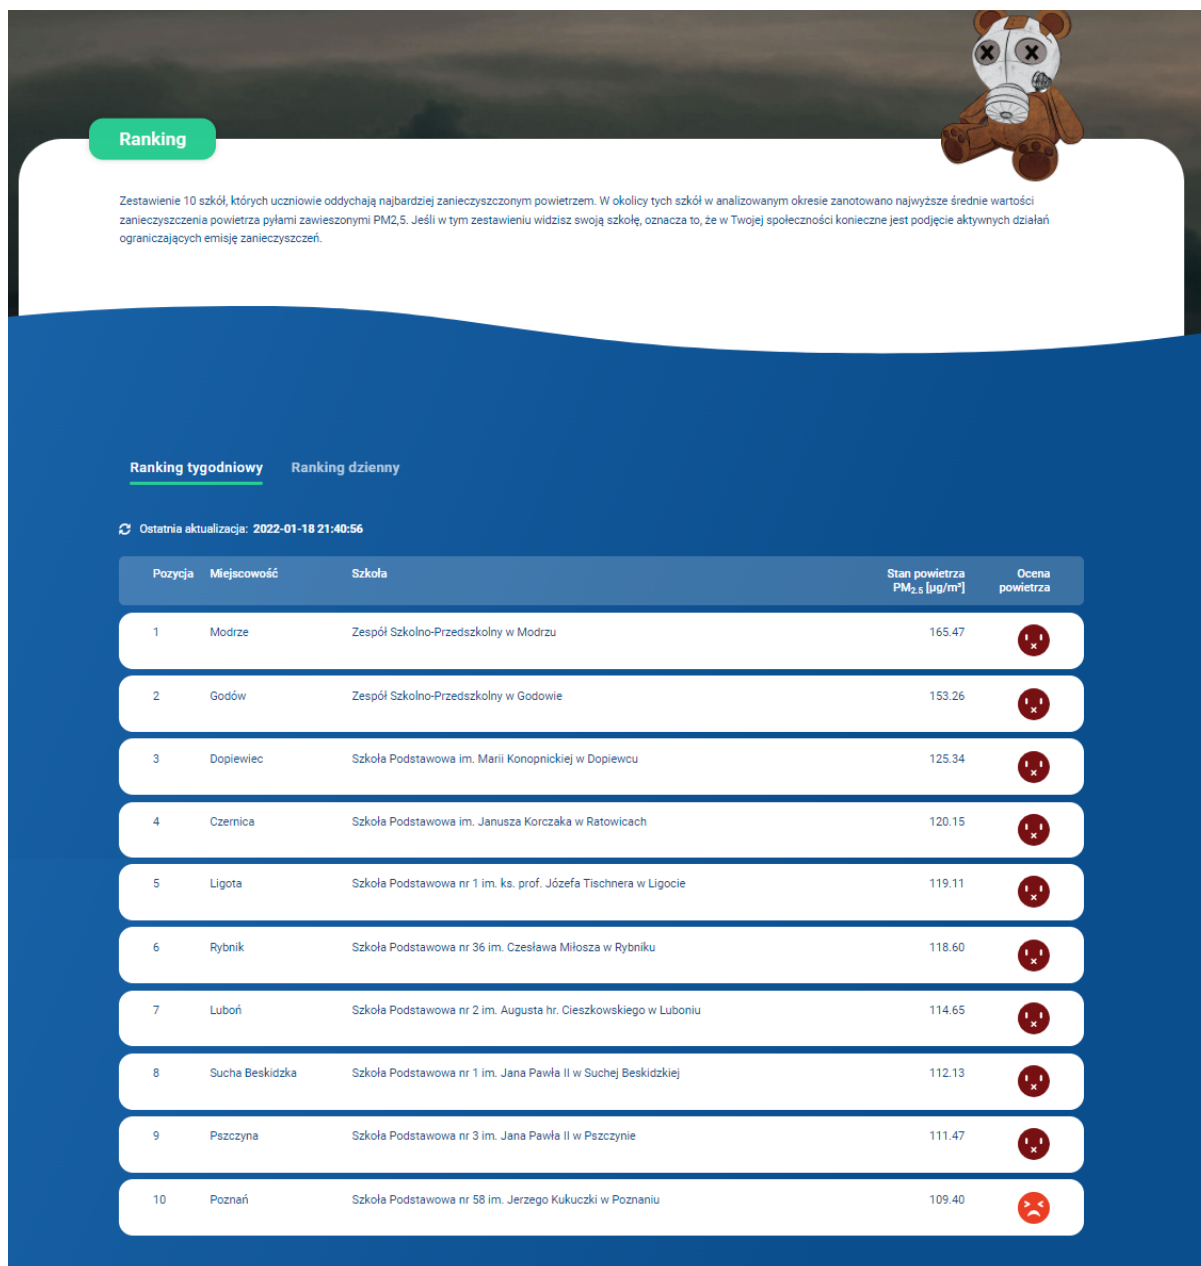 Ranking
Zestawienie 10 szkół, których uczniowie oddychają najbardziej zanieczyszczonym powietrzem. W okolicy tych szkół w analizowanym okresie zanotowano najwyższe średnie wartości
zanieczyszczenia powietrza pyłami zawieszonymi PM2,5. Jeśli w tym zestawieniu widzisz swoją szkołę, oznacza to, że w Twojej społeczności konieczne jest podjęcie aktywnych działań
ograniczających emisję zanieczyszczeń.
Ranking tygodniowy Ranking dzienny
Ostatnia aktualizacja: 2022-01-18 21:40:56
Pozycja Miejscowość Szkoła Stan powietrza PM2.5 [µg/m³] Ocena powietrza
1 Modrze Zespół Szkolno-Przedszkolny w Modrzu 165.47
2 Godów Zespół Szkolno-Przedszkolny w Godowie 153.26
3 Dopiewiec Szkoła Podstawowa im. Marii Konopnickiej w Dopiewcu 125.34
4 Czernica Szkoła Podstawowa im. Janusza Korczaka w Ratowicach 120.15
5 Ligota Szkoła Podstawowa nr 1 im. ks. prof. Józefa Tischnera w Ligocie 119.11
6 Rybnik Szkoła Podstawowa nr 36 im. Czesława Miłosza w Rybniku 118.60
7 Luboń Szkoła Podstawowa nr 2 im. Augusta hr. Cieszkowskiego w Luboniu 114.65
8 Sucha Beskidzka Szkoła Podstawowa nr 1 im. Jana Pawła II w Suchej Beskidzkiej 112.13
9 Pszczyna Szkoła Podstawowa nr 3 im. Jana Pawła II w Pszczynie 111.47
10 Poznań Szkoła Podstawowa nr 58 im. Jerzego Kukuczki w Poznaniu 109.40